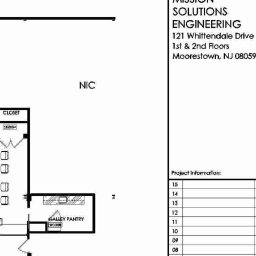 MISSION
SOLUTIONS
ENGINEERING
121 Whittendale Drive
1st & 2nd Floors
Moorestown, NJ 08059
NIC
CLOSET
GALLEY PANTRY
Project Information:
15
14
13
12
11
10
09
08